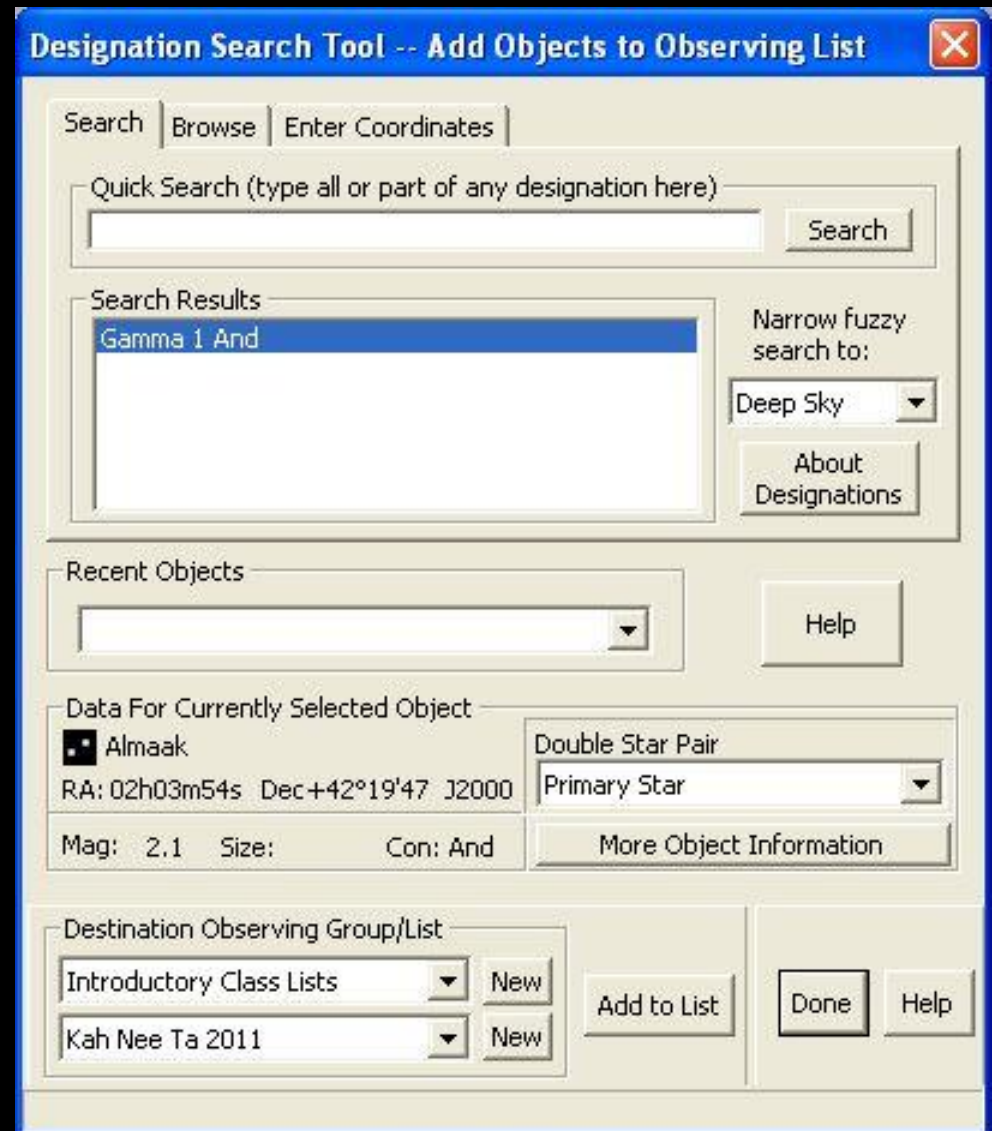 Designation Search Tool -- Add Objects to Observing List
Search Browse Enter Coordinates
Quick Search (type all or part of any designation here)
Search
Search Results
Gamma 1 And
Narrow fuzzy
search to:
Deep Sky
About
Designations
Recent Objects
Help
Data For Currently Selected Object
Almaak
RA: 02h03m54s Dec+42°19'47 J2000
Double Star Pair
Primary Star
Mag: 2.1 Size: Con: And
More Object Information
Destination Observing Group/List
Introductory Class Lists New
Kah Nee Ta 2011 New
Add to List
Done
Help